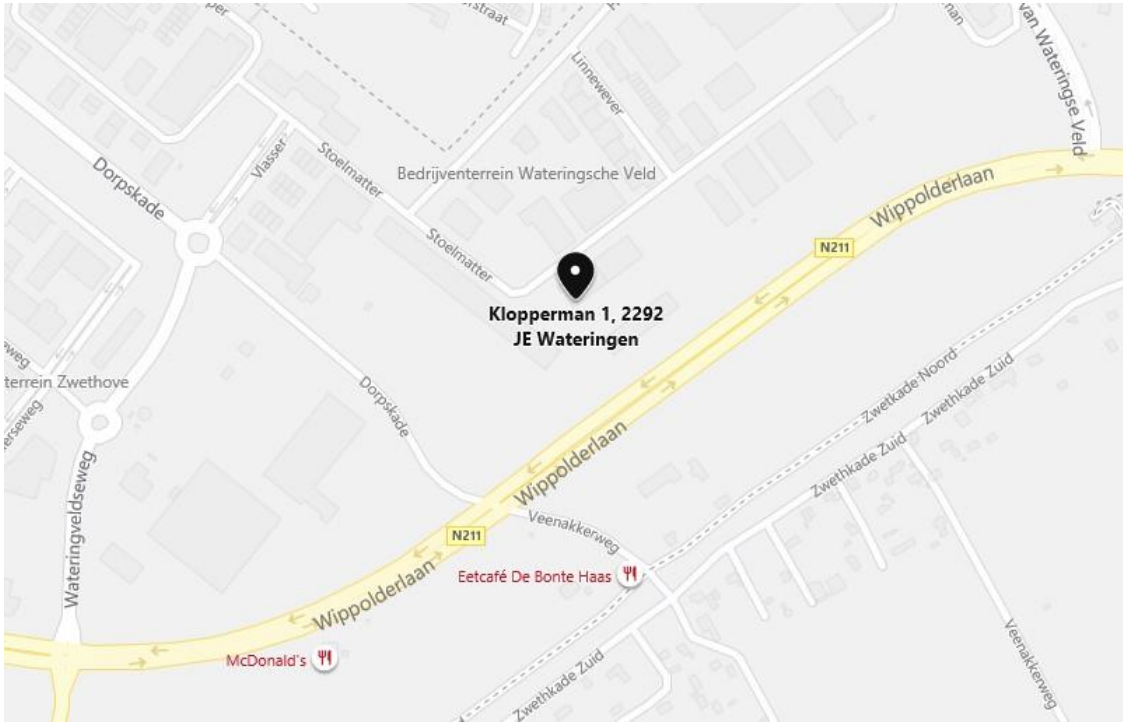 Linnewever
van Wateringse Veld
Vlasser
Stoelmatter
Bedrijventerrein Wateringsche Veld
Dorpskade
Wippolderlaan
Stoelmatter
N211
Klopperman 1, 2292
JE Wateringen
terrein Zwethove
Dorpskade
Zwetkade Noord
Zwethkade Zuid
Wippolderlaan
Zwethkade Zuid
Wateringveldseweg
Veenakkerweg
N211
Eetcafé De Bonte Haas
Wippolderlaan
McDonald's
Veenakkerweg
Zwethkade Zuid